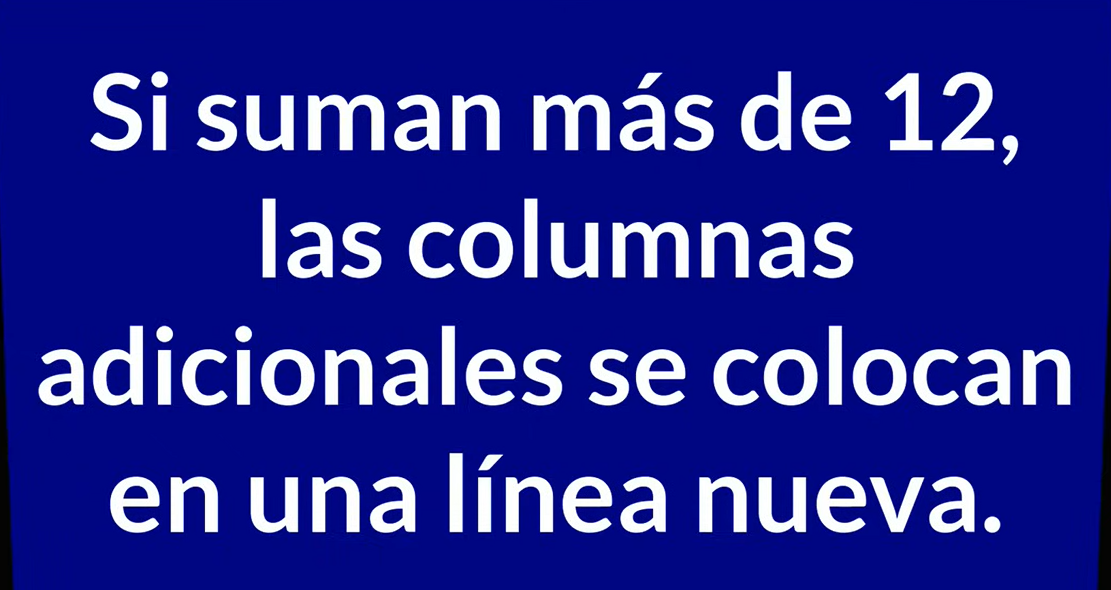 Si suman más de 12,
las columnas
adicionales se colocan
en una línea nueva.